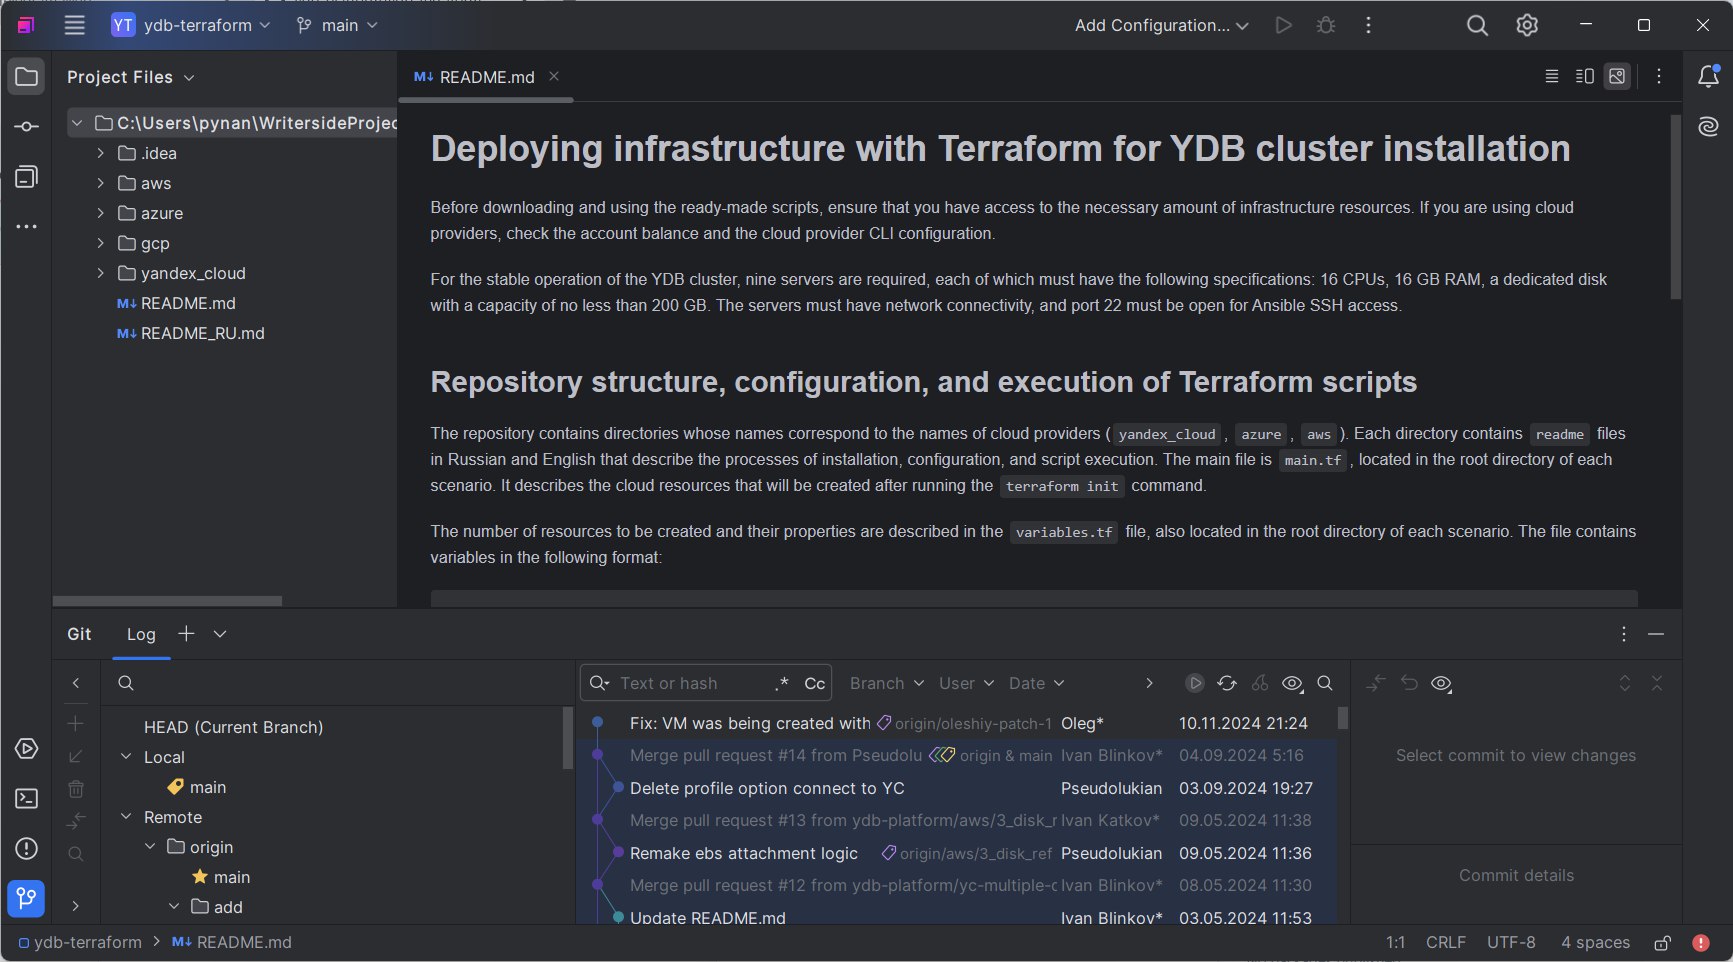 YT ydb-terraform main Add Configuration...
Project Files
M↓ README.md
C:\Users\pynan\WritersideProjec
.idea
aws
azure
gcp
yandex_cloud
M↓ README.md
M↓ README_RU.md
Deploying infrastructure with Terraform for YDB cluster installation
Before downloading and using the ready-made scripts, ensure that you have access to the necessary amount of infrastructure resources. If you are using cloud
providers, check the account balance and the cloud provider CLI configuration.
For the stable operation of the YDB cluster, nine servers are required, each of which must have the following specifications: 16 CPUs, 16 GB RAM, a dedicated disk
with a capacity of no less than 200 GB. The servers must have network connectivity, and port 22 must be open for Ansible SSH access.
Repository structure, configuration, and execution of Terraform scripts
The repository contains directories whose names correspond to the names of cloud providers ( yandex_cloud , azure , aws ). Each directory contains readme files
in Russian and English that describe the processes of installation, configuration, and script execution. The main file is main.tf , located in the root directory of each
scenario. It describes the cloud resources that will be created after running the terraform init command.
The number of resources to be created and their properties are described in the variables.tf file, also located in the root directory of each scenario. The file contains
variables in the following format:
Git Log
Text or hash .* Cc Branch User Date
HEAD (Current Branch)
Local
main
Remote
origin
main
add
Fix: VM was being created with origin/oleshiy-patch-1 Oleg* 10.11.2024 21:24
Merge pull request #14 from Pseudolu origin & main Ivan Blinkov* 04.09.2024 5:16
Delete profile option connect to YC Pseudolukian 03.09.2024 19:27
Merge pull request #13 from ydb-platform/aws/3_disk_r Ivan Katkov* 09.05.2024 11:38
Remake ebs attachment logic origin/aws/3_disk_ref Pseudolukian 09.05.2024 11:36
Merge pull request #12 from ydb-platform/yc-multiple-c Ivan Blinkov* 08.05.2024 11:30
Update README.md Ivan Blinkov* 03.05.2024 11:53
Select commit to view changes
Commit details
ydb-terraform M↓ README.md 1:1 CRLF UTF-8 4 spaces